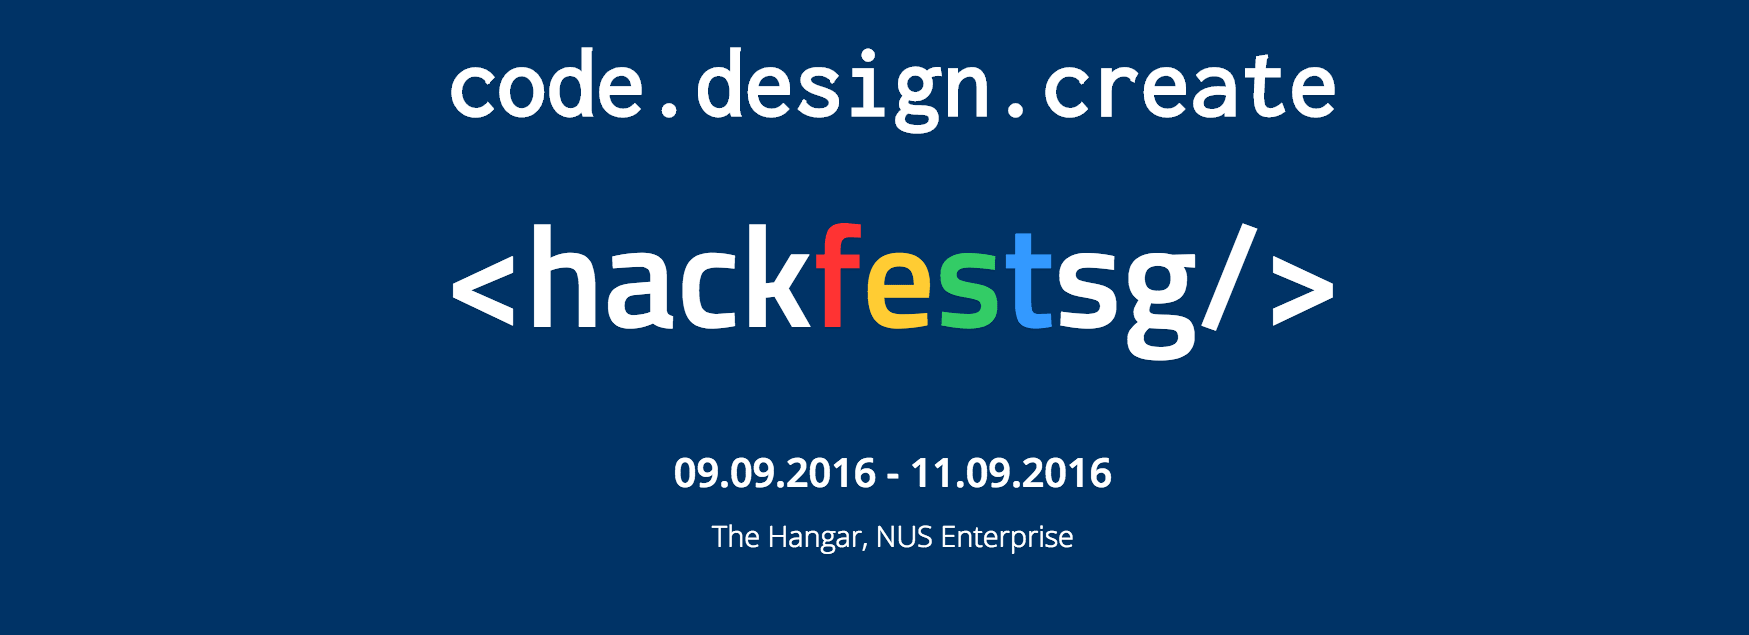 code.design.create
<hackfestsg/>
09.09.2016 - 11.09.2016
The Hangar, NUS Enterprise